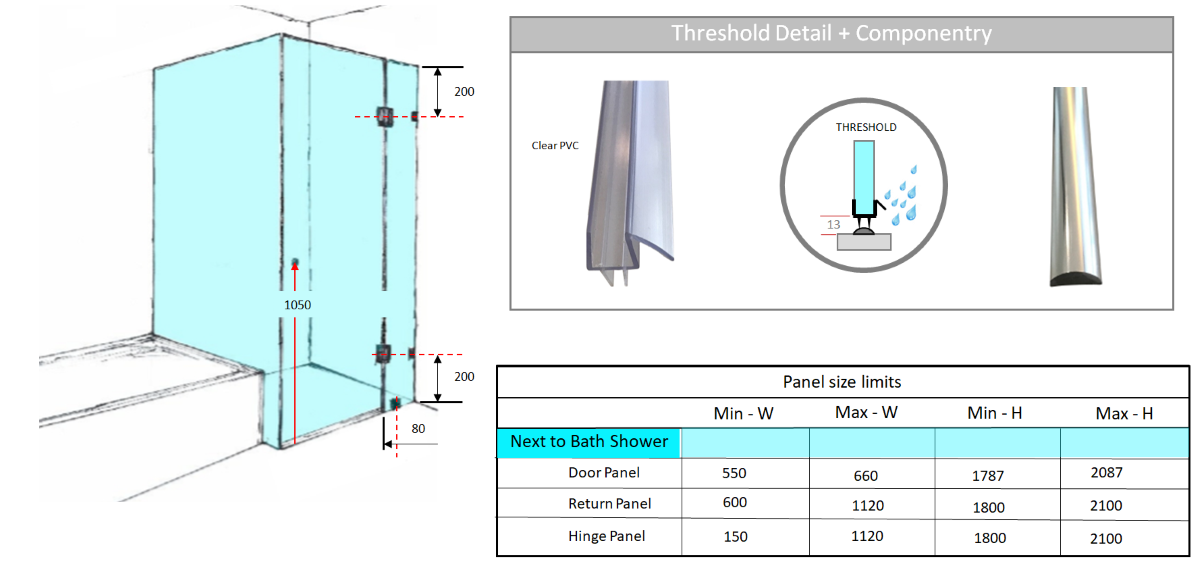 200
1050
200
80
Threshold Detail + Componentry
Clear PVC
THRESHOLD
13
Panel size limits
Min - W Max - W Min - H Max - H
Next to Bath Shower
Door Panel 550 660 1787 2087
Return Panel 600 1120 1800 2100
Hinge Panel 150 1120 1800 2100